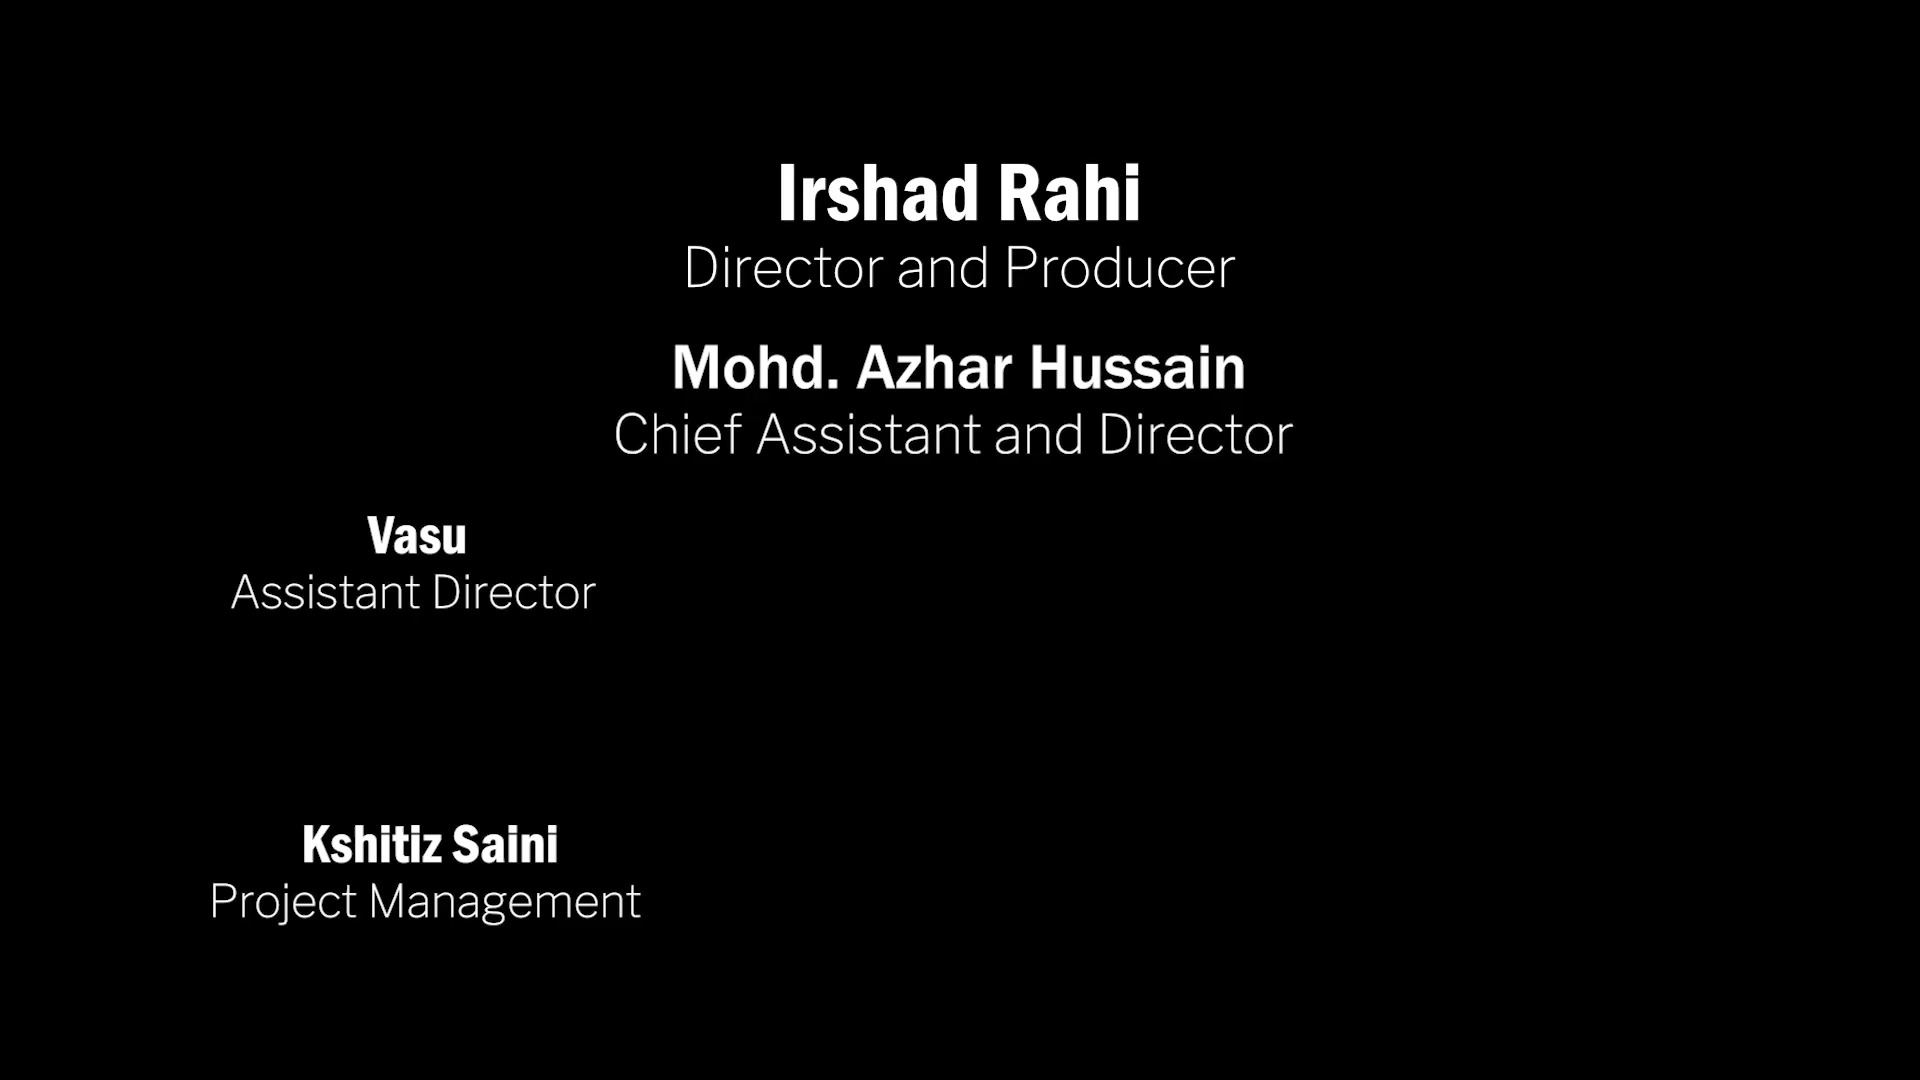 Irshad Rahi
Director and Producer
Mohd. Azhar Hussain
Chief Assistant and Director
Vasu
Assistant Director
Kshitiz Saini
Project Management